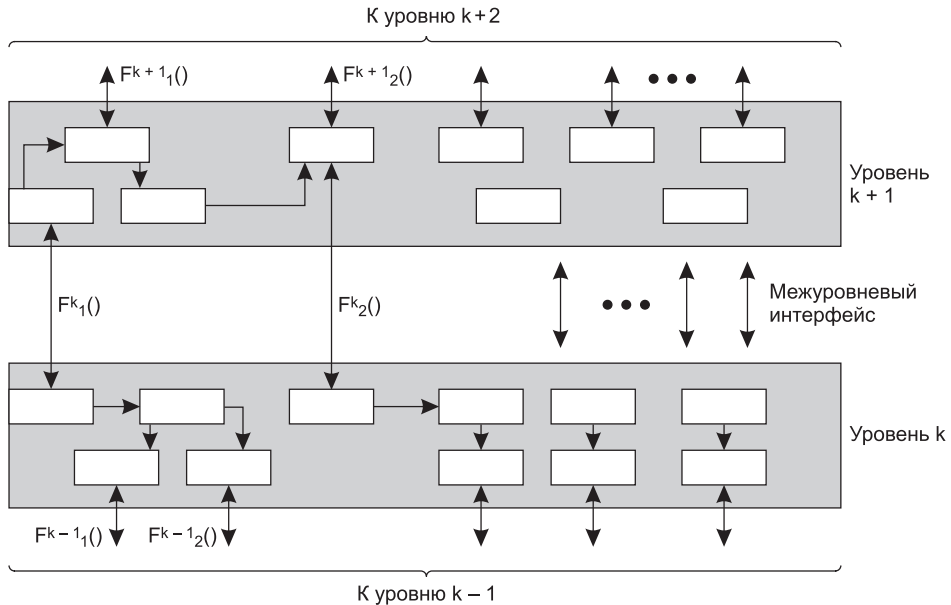 К уровню k+2
Fᵏ⁺¹₁()
Fᵏ⁺¹₂()
Уровень
k + 1
Fᵏ₁()
Fᵏ₂()
Межуровневый
интерфейс
Уровень k
Fᵏ⁻¹₁()
Fᵏ⁻¹₂()
К уровню k – 1